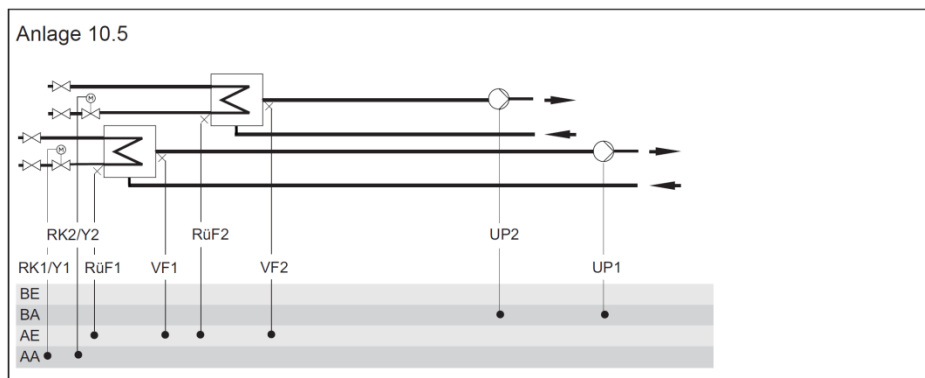 Anlage 10.5
M
M
RK2/Y2 RüF2 UP2
RK1/Y1 RüF1 VF1 VF2 UP1
BE
BA
AE
AA